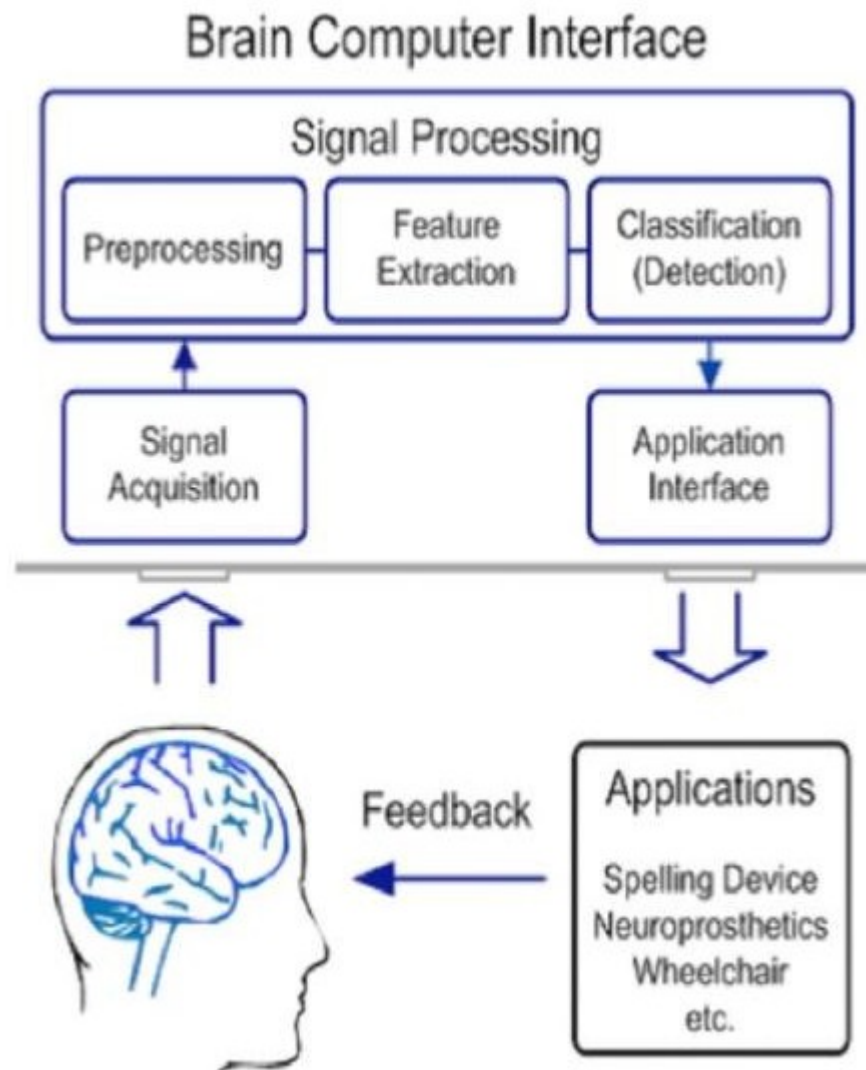 Brain Computer Interface
Signal Processing
Preprocessing
Feature
Extraction
Classification
(Detection)
Signal
Acquisition
Application
Interface
Feedback
Applications
Spelling Device
Neuroprosthetics
Wheelchair
etc.